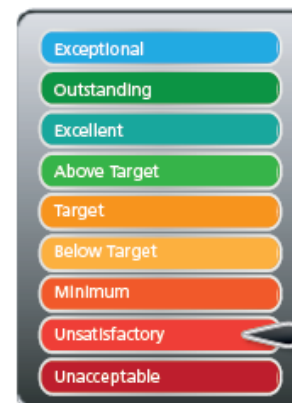 Exceptional
Outstanding
Excellent
Above Target
Target
Below Target
Minimum
Unsatisfactory
Unacceptable